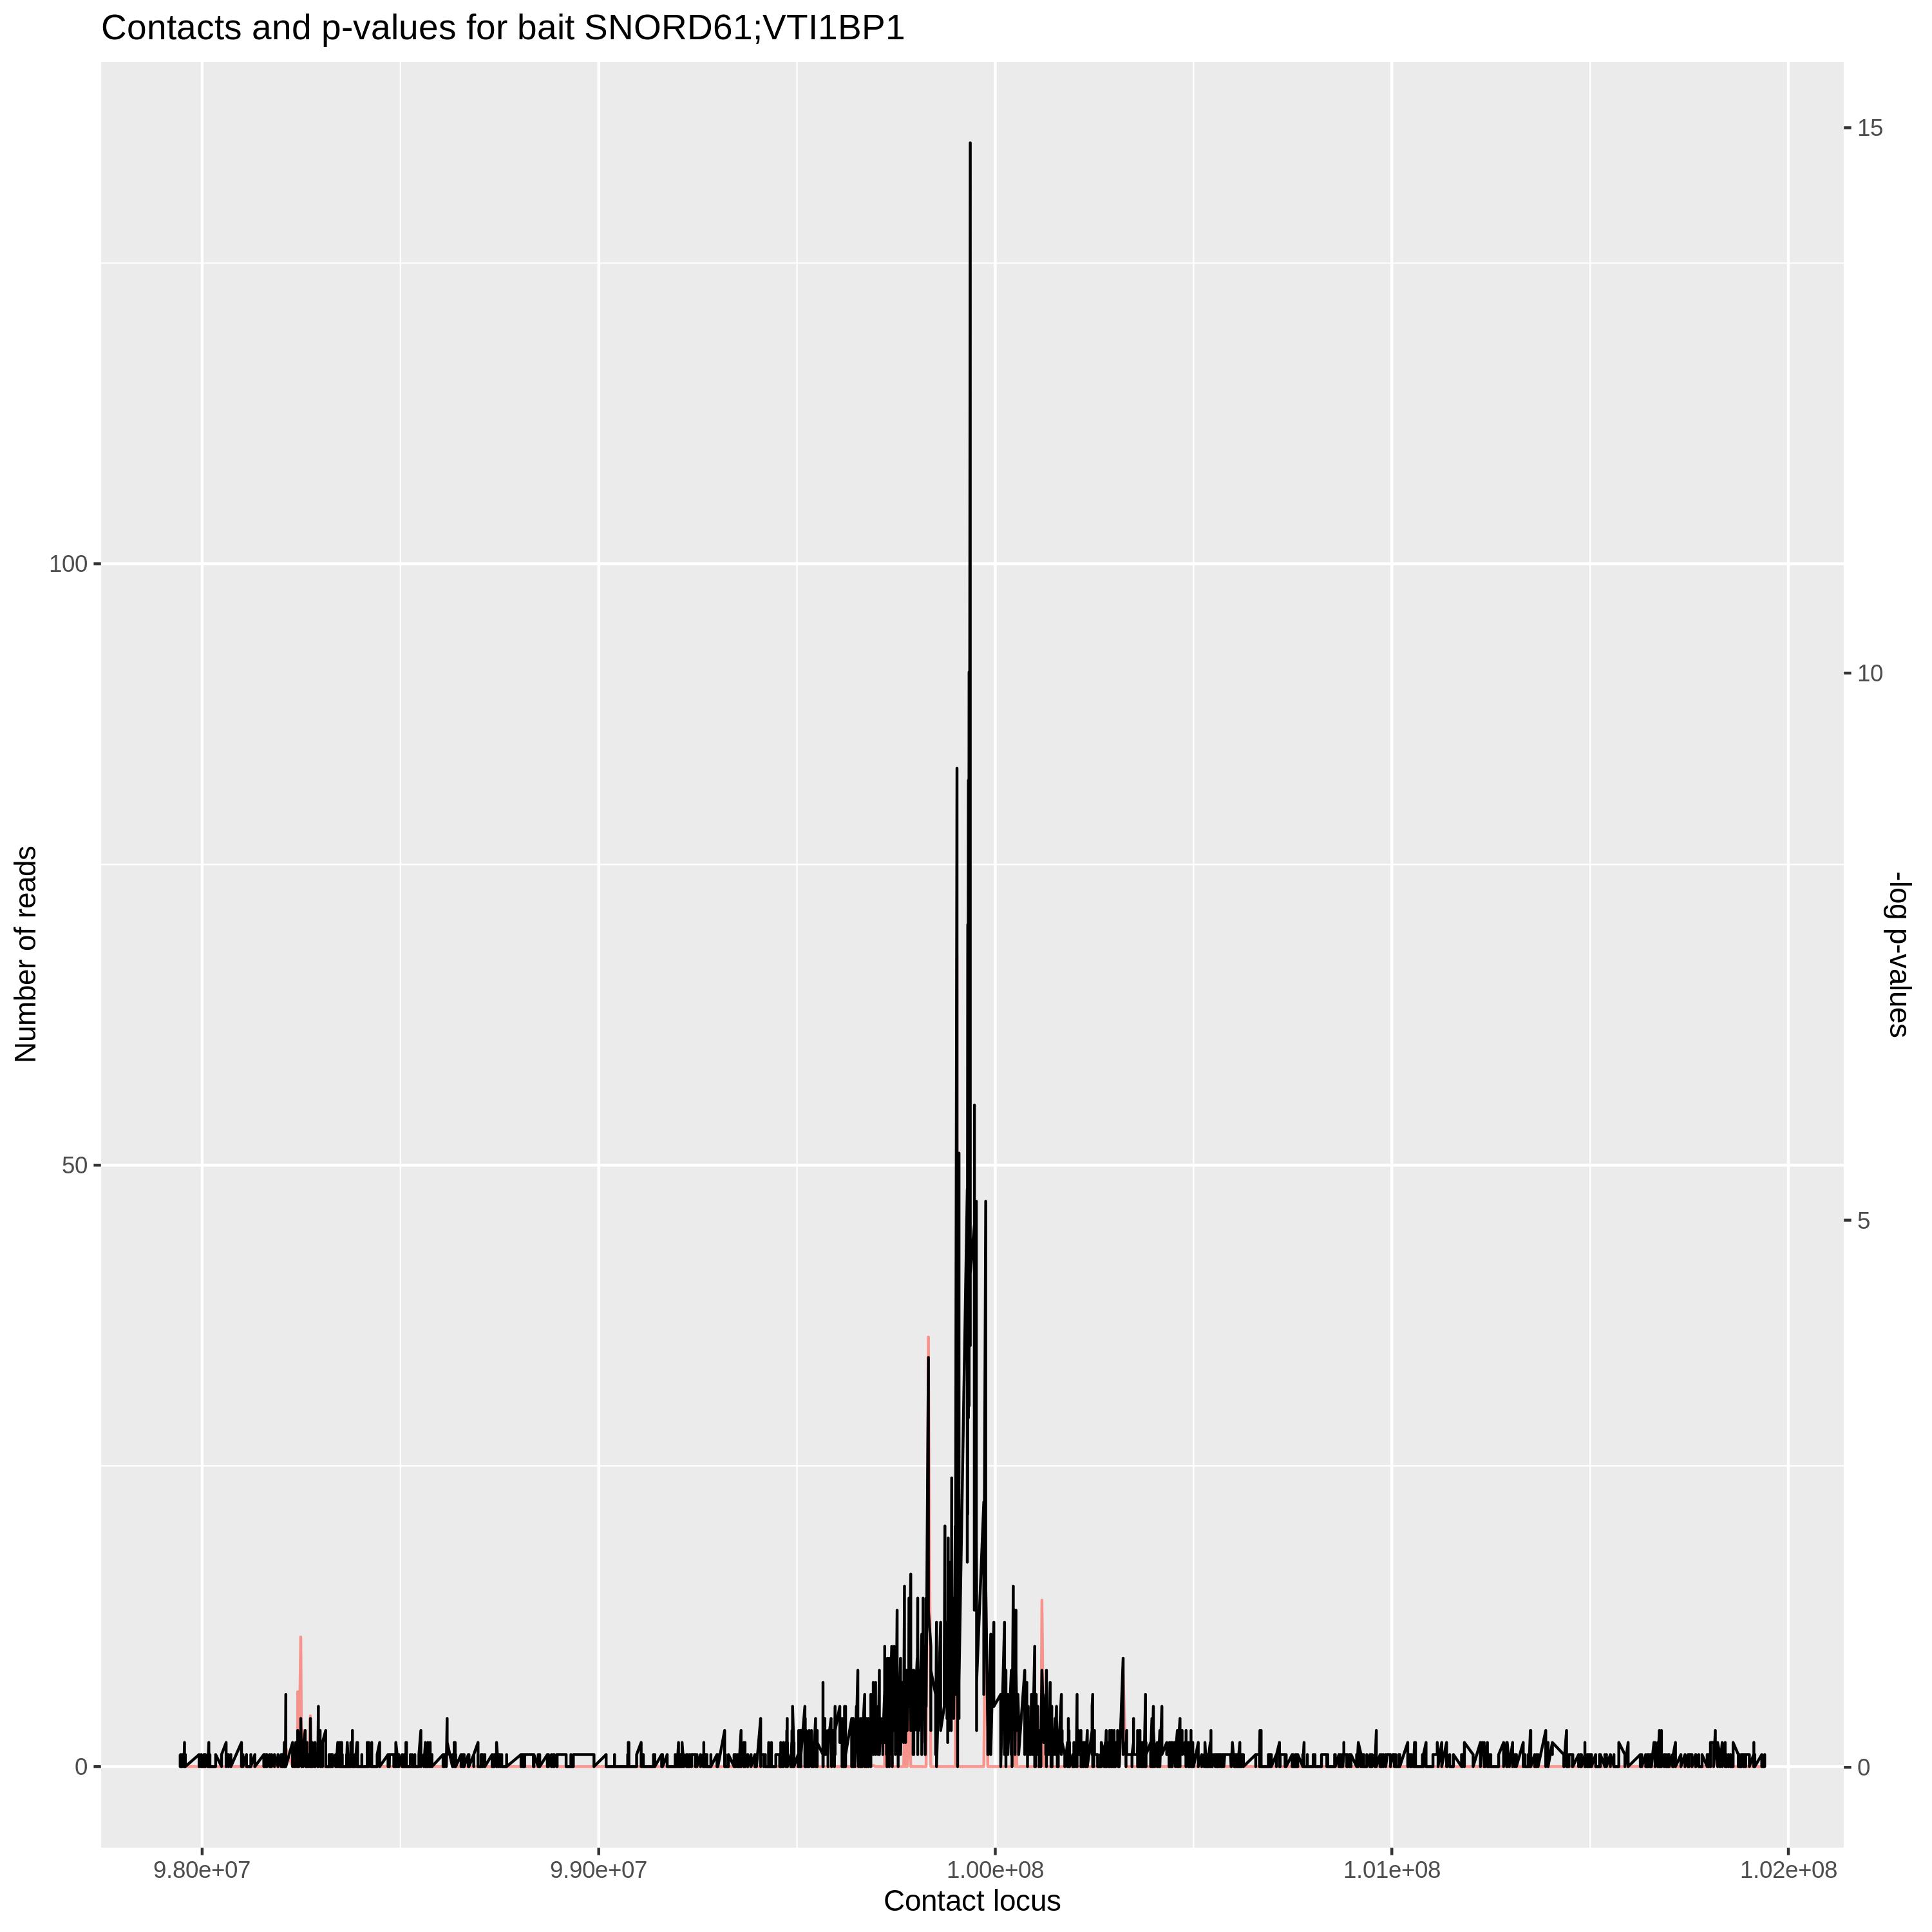 Contacts and p-values for bait SNORD61;VTI1BP1
15
100
10
Number of reads
-log p-values
50
5
0
0
9.80e+07
9.90e+07
1.00e+08
1.01e+08
1.02e+08
Contact locus